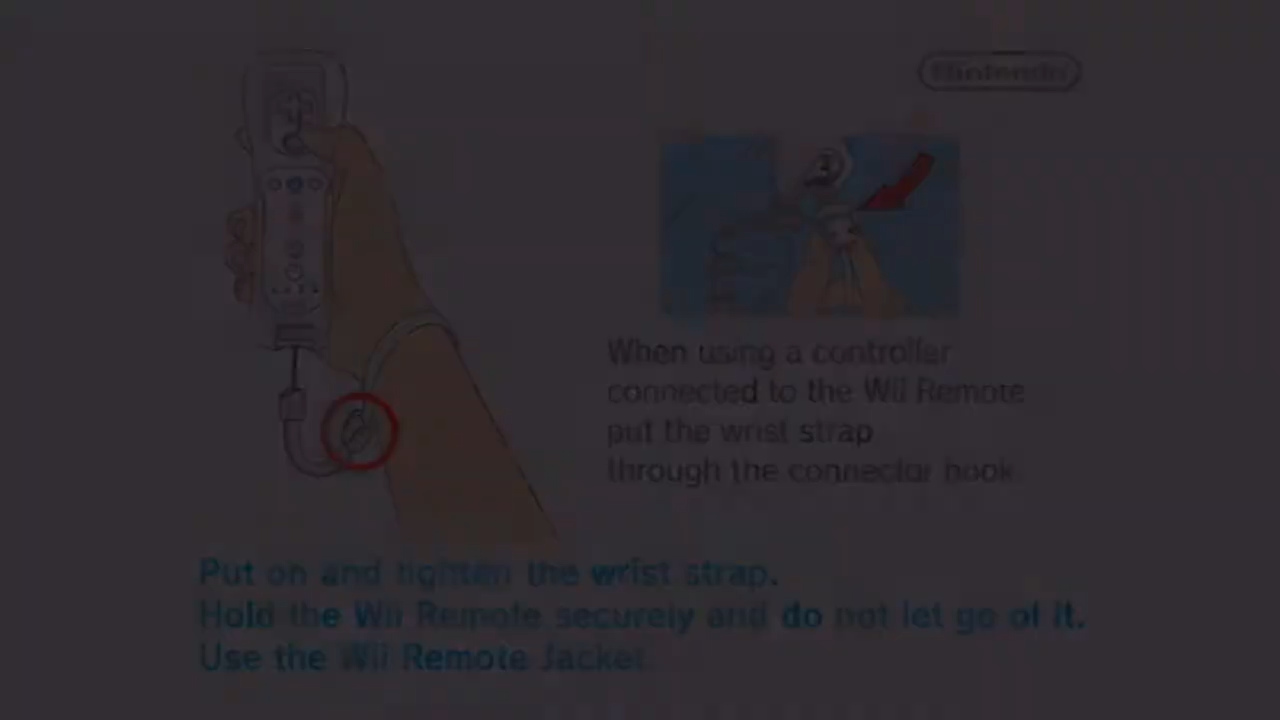 Nintendo
When using a controller
connected to the Wii Remote
put the wrist strap
through the connector hook.
Put on and tighten the wrist strap.
Hold the Wii Remote securely and do not let go of it.
Use the Wii Remote Jacket.